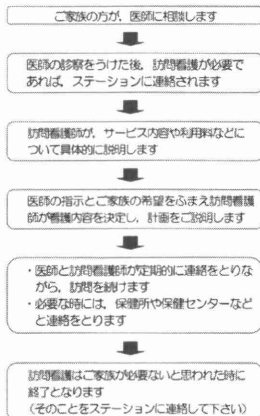 ご家族の方が、医師に相談します
医師の診察をうけた後、訪問看護が必要で
あれば、ステーションに連絡されます
訪問看護師が、サービス内容や利用料などに
ついて具体的に説明します
医師の指示とご家族の希望をふまえ訪問看護
師が看護内容を決定し、計画をご説明します
・医師と訪問看護師が定期的に連絡をとりな
がら、訪問を続けます
・必要な時には、保健所や保健センターなど
と連絡をとります
訪問看護はご家族が必要ないと思われた時に
終了となります
(そのことをステーションに連絡して下さい)